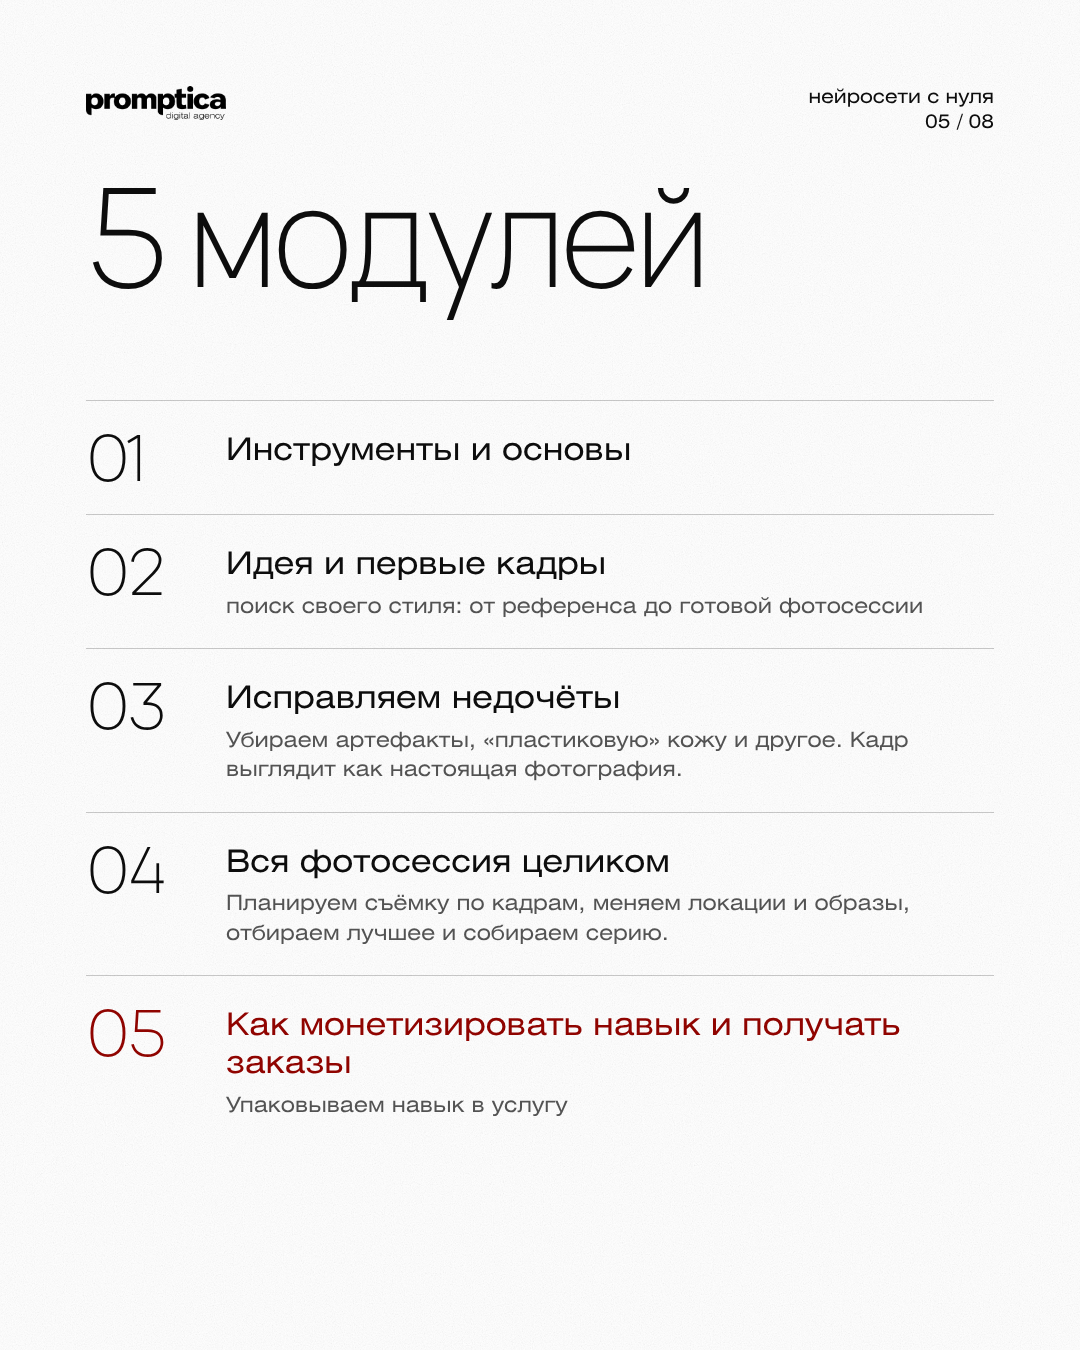 promptica
digital agency
нейросети с нуля
05 / 08
5 модулей
01
Инструменты и основы
02
Идея и первые кадры
поиск своего стиля: от референса до готовой фотосессии
03
Исправляем недочёты
Убираем артефакты, «пластиковую» кожу и другое. Кадр
выглядит как настоящая фотография.
04
Вся фотосессия целиком
Планируем съёмку по кадрам, меняем локации и образы,
отбираем лучшее и собираем серию.
05
Как монетизировать навык и получать
заказы
Упаковываем навык в услугу